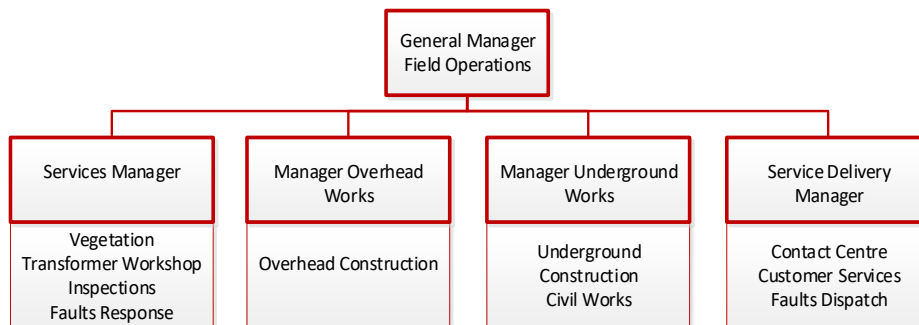 General Manager
Field Operations
Services Manager
Manager Overhead
Works
Manager Underground
Works
Service Delivery
Manager
Vegetation
Transformer Workshop
Inspections
Faults Response
Overhead Construction
Underground
Construction
Civil Works
Contact Centre
Customer Services
Faults Dispatch